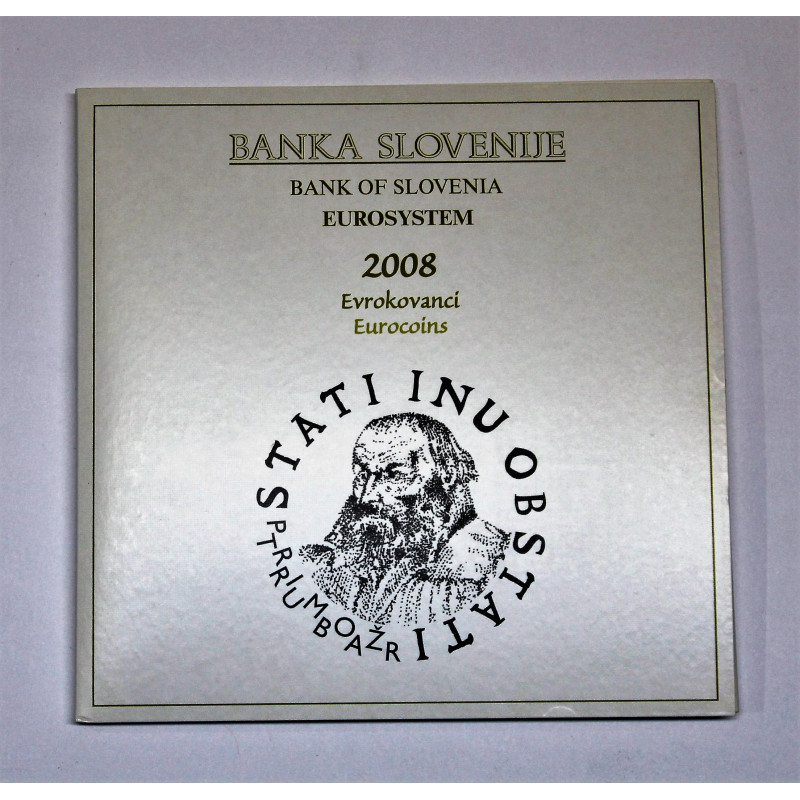 BANKA SLOVENIJE
BANK OF SLOVENIA
EUROSYSTEM
2008
Evrokovanci
Eurocoins
STATI INU OBSTATI
PRIMOŽ
TRUBAR